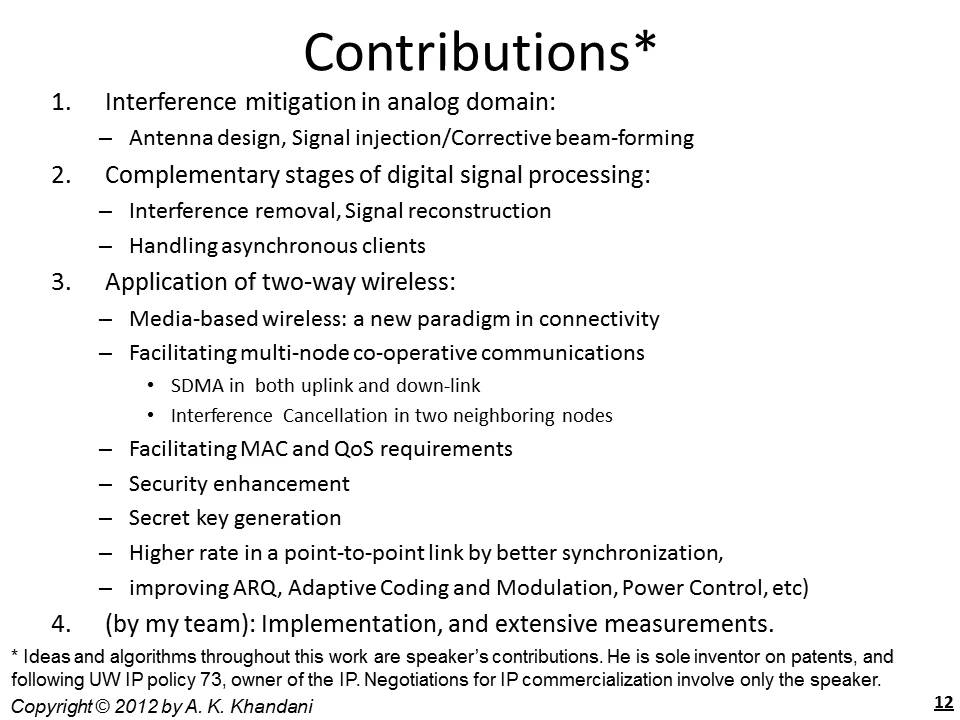 Contributions*
1. Interference mitigation in analog domain:
– Antenna design, Signal injection/Corrective beam-forming
2. Complementary stages of digital signal processing:
– Interference removal, Signal reconstruction
– Handling asynchronous clients
3. Application of two-way wireless:
– Media-based wireless: a new paradigm in connectivity
– Facilitating multi-node co-operative communications
• SDMA in both uplink and down-link
• Interference Cancellation in two neighboring nodes
– Facilitating MAC and QoS requirements
– Security enhancement
– Secret key generation
– Higher rate in a point-to-point link by better synchronization,
– improving ARQ, Adaptive Coding and Modulation, Power Control, etc)
4. (by my team): Implementation, and extensive measurements.
* Ideas and algorithms throughout this work are speaker's contributions. He is sole inventor on patents, and
following UW IP policy 73, owner of the IP. Negotiations for IP commercialization involve only the speaker.
Copyright © 2012 by A. K. Khandani
12